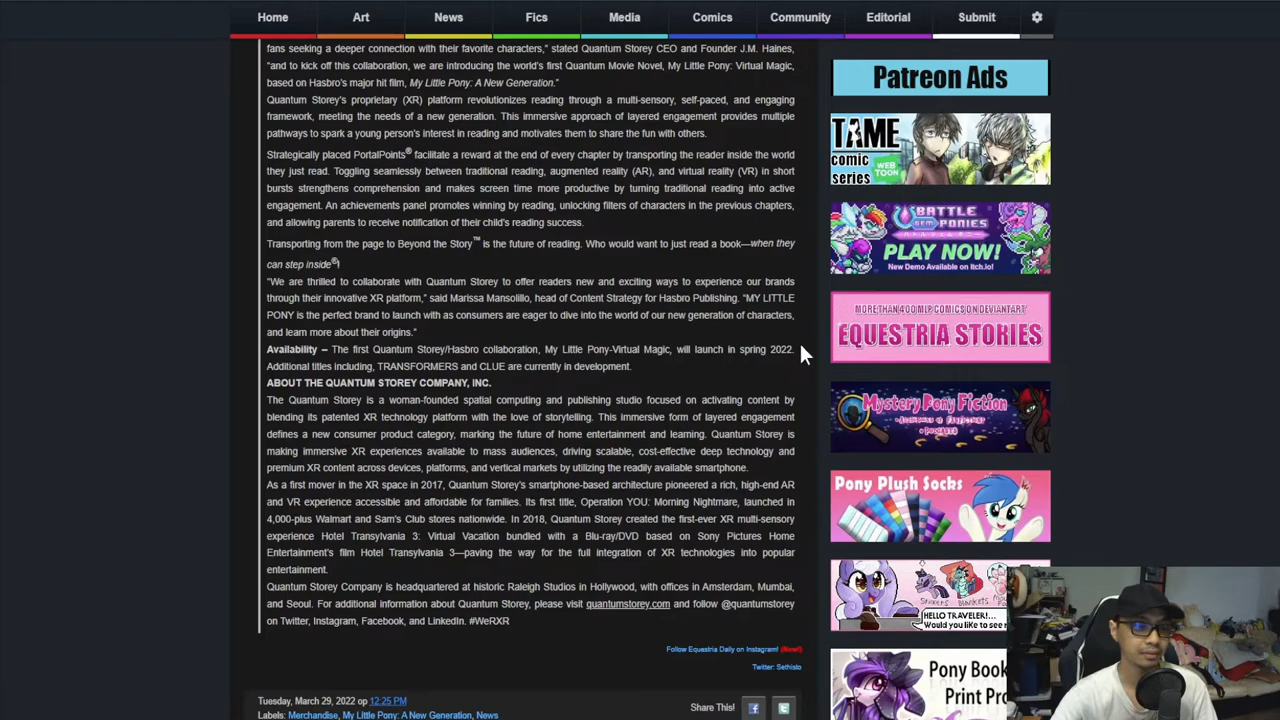 Home Art News Fics Media Comics Community Editorial Submit
fans seeking a deeper connection with their favorite characters,” stated Quantum Storey CEO and Founder J.M. Haines,
“and to kick off this collaboration, we are introducing the world’s first Quantum Movie Novel, My Little Pony: Virtual Magic,
based on Hasbro’s major hit film, My Little Pony: A New Generation.”
Quantum Storey’s proprietary (XR) platform revolutionizes reading through a multi-sensory, self-paced, and engaging
framework, meeting the needs of a new generation. This immersive approach of layered engagement provides multiple
pathways to spark a young person’s interest in reading and motivates them to share the fun with others.
Strategically placed PortalPoints® facilitate a reward at the end of every chapter by transporting the reader inside the world
they just read. Toggling seamlessly between traditional reading, augmented reality (AR), and virtual reality (VR) in short
bursts strengthens comprehension and makes screen time more productive by turning traditional reading into active
engagement. An achievements panel promotes winning by reading, unlocking filters of characters in the previous chapters,
and allowing parents to receive notification of their child’s reading success.
Transporting from the page to Beyond the Story™ is the future of reading. Who would want to just read a book—when they
can step inside®!
“We are thrilled to collaborate with Quantum Storey to offer readers new and exciting ways to experience our brands
through their innovative XR platform,” said Marissa Mansolillo, head of Content Strategy for Hasbro Publishing. “MY LITTLE
PONY is the perfect brand to launch with as consumers are eager to dive into the world of our new generation of characters,
and learn more about their origins.”
Availability – The first Quantum Storey/Hasbro collaboration, My Little Pony-Virtual Magic, will launch in spring 2022.
Additional titles including, TRANSFORMERS and CLUE are currently in development.
ABOUT THE QUANTUM STOREY COMPANY, INC.
The Quantum Storey is a woman-founded spatial computing and publishing studio focused on activating content by
blending its patented XR technology platform with the love of storytelling. This immersive form of layered engagement
defines a new consumer product category, marking the future of home entertainment and learning. Quantum Storey is
making immersive XR experiences available to mass audiences, driving scalable, cost-effective deep technology and
premium XR content across devices, platforms, and vertical markets by utilizing the readily available smartphone.
As a first mover in the XR space in 2017, Quantum Storey’s smartphone-based architecture pioneered a rich, high-end AR
and VR experience accessible and affordable for families. Its first title, Operation YOU: Morning Nightmare, launched in
4,000-plus Walmart and Sam’s Club stores nationwide. In 2018, Quantum Storey created the first-ever XR multi-sensory
experience Hotel Transylvania 3: Virtual Vacation bundled with a Blu-ray/DVD based on Sony Pictures Home
Entertainment’s film Hotel Transylvania 3—paving the way for the full integration of XR technologies into popular
entertainment.
Quantum Storey Company is headquartered at historic Raleigh Studios in Hollywood, with offices in Amsterdam, Mumbai,
and Seoul. For additional information about Quantum Storey, please visit quantumstorey.com and follow @quantumstorey
on Twitter, Instagram, Facebook, and LinkedIn. #WeRXR
Follow Equestria Daily on Instagram! (New!)
Twitter: Sethisto
Tuesday, March 29, 2022 at 12:25 PM
Labels: Merchandise, My Little Pony: A New Generation, News
Share This!
Patreon Ads
TAME
comic
series
WEB
TOON
BATTLE
GEM PONIES
PLAY NOW!
New Demo Available on Itch.io!
MORE THAN 400 MLP COMICS ON DEVIANTART
EQUESTRIA STORIES
Mystery Pony Fiction
Pony Plush Socks
HELLO TRAVELER!...
Would you like to see
Pony Book
Print Pro